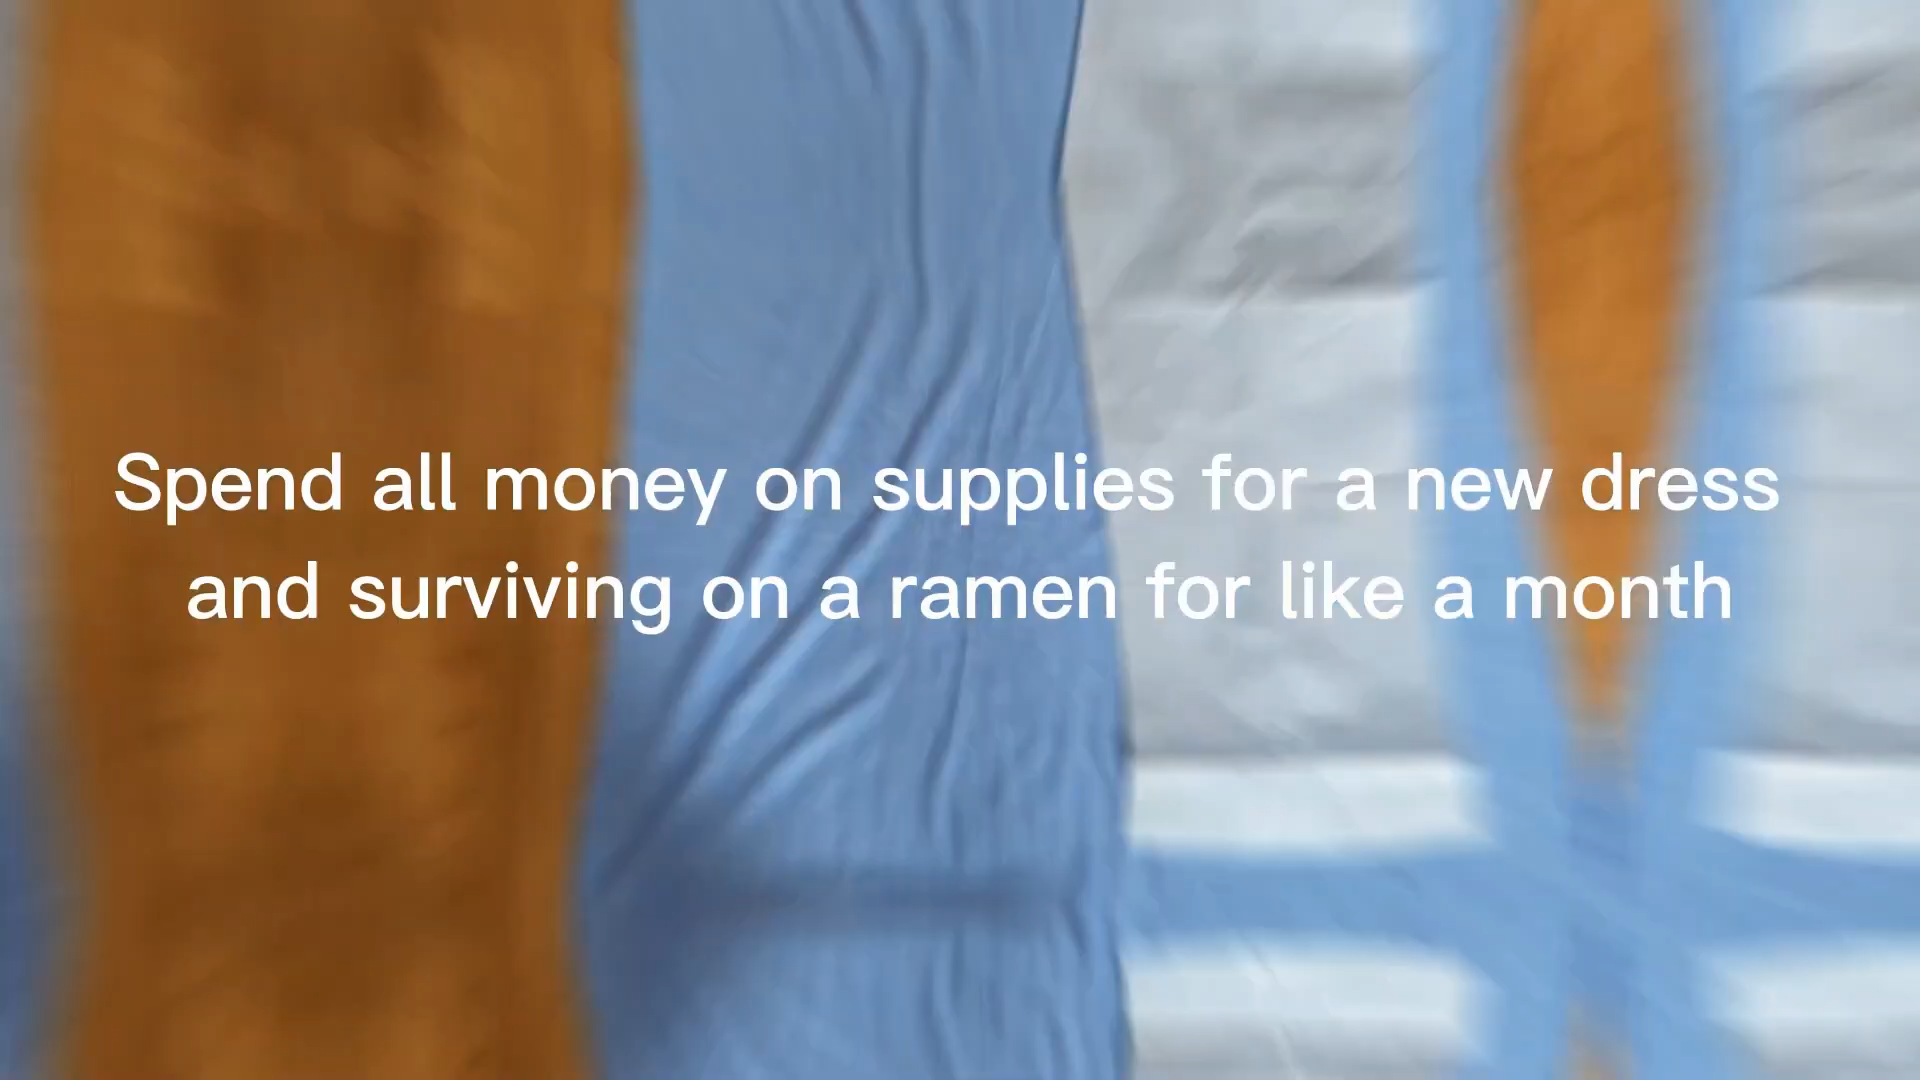 Spend all money on supplies for a new dress
and surviving on a ramen for like a month